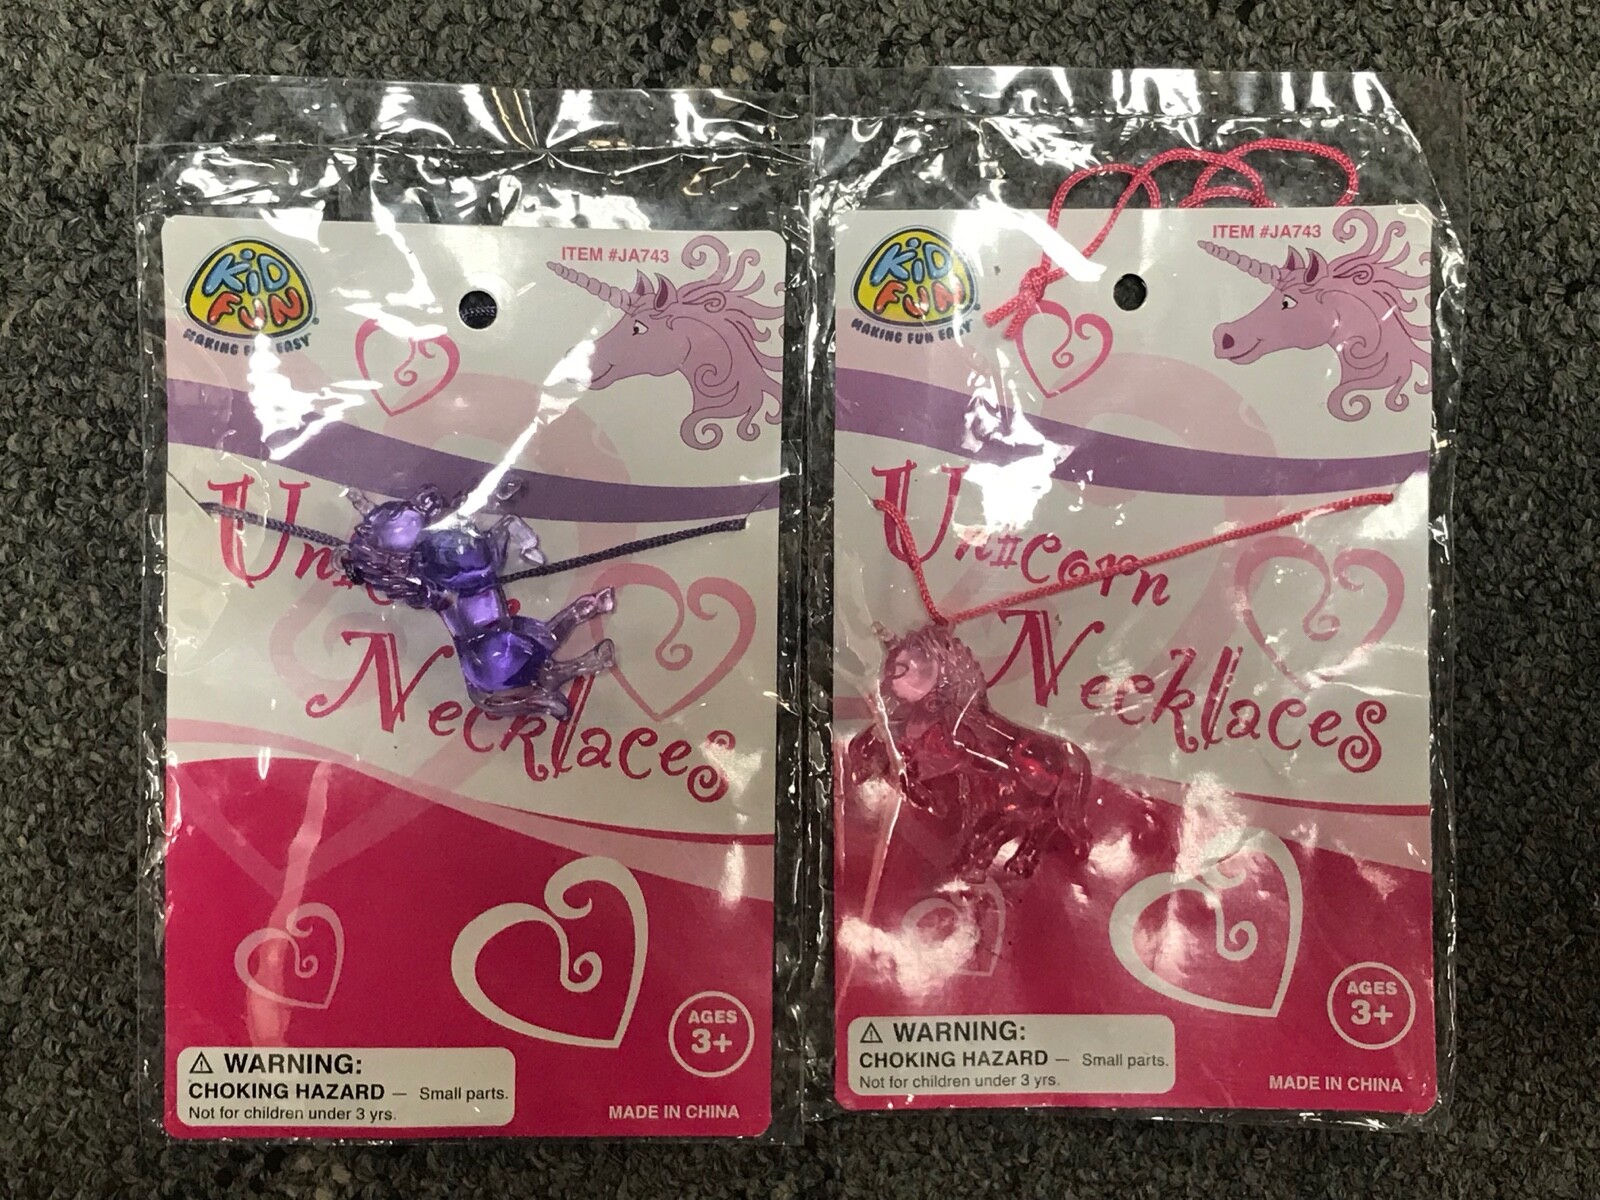 KiD
FUN
MAKING FUN EASY
ITEM #JA743
Necklaces
AGES
3+
⚠ WARNING:
CHOKING HAZARD — Small parts.
Not for children under 3 yrs.
MADE IN CHINA
KiD
FUN
MAKING FUN EASY
ITEM #JA743
Unicorn
Necklaces
AGES
3+
⚠ WARNING:
CHOKING HAZARD — Small parts.
Not for children under 3 yrs.
MADE IN CHINA